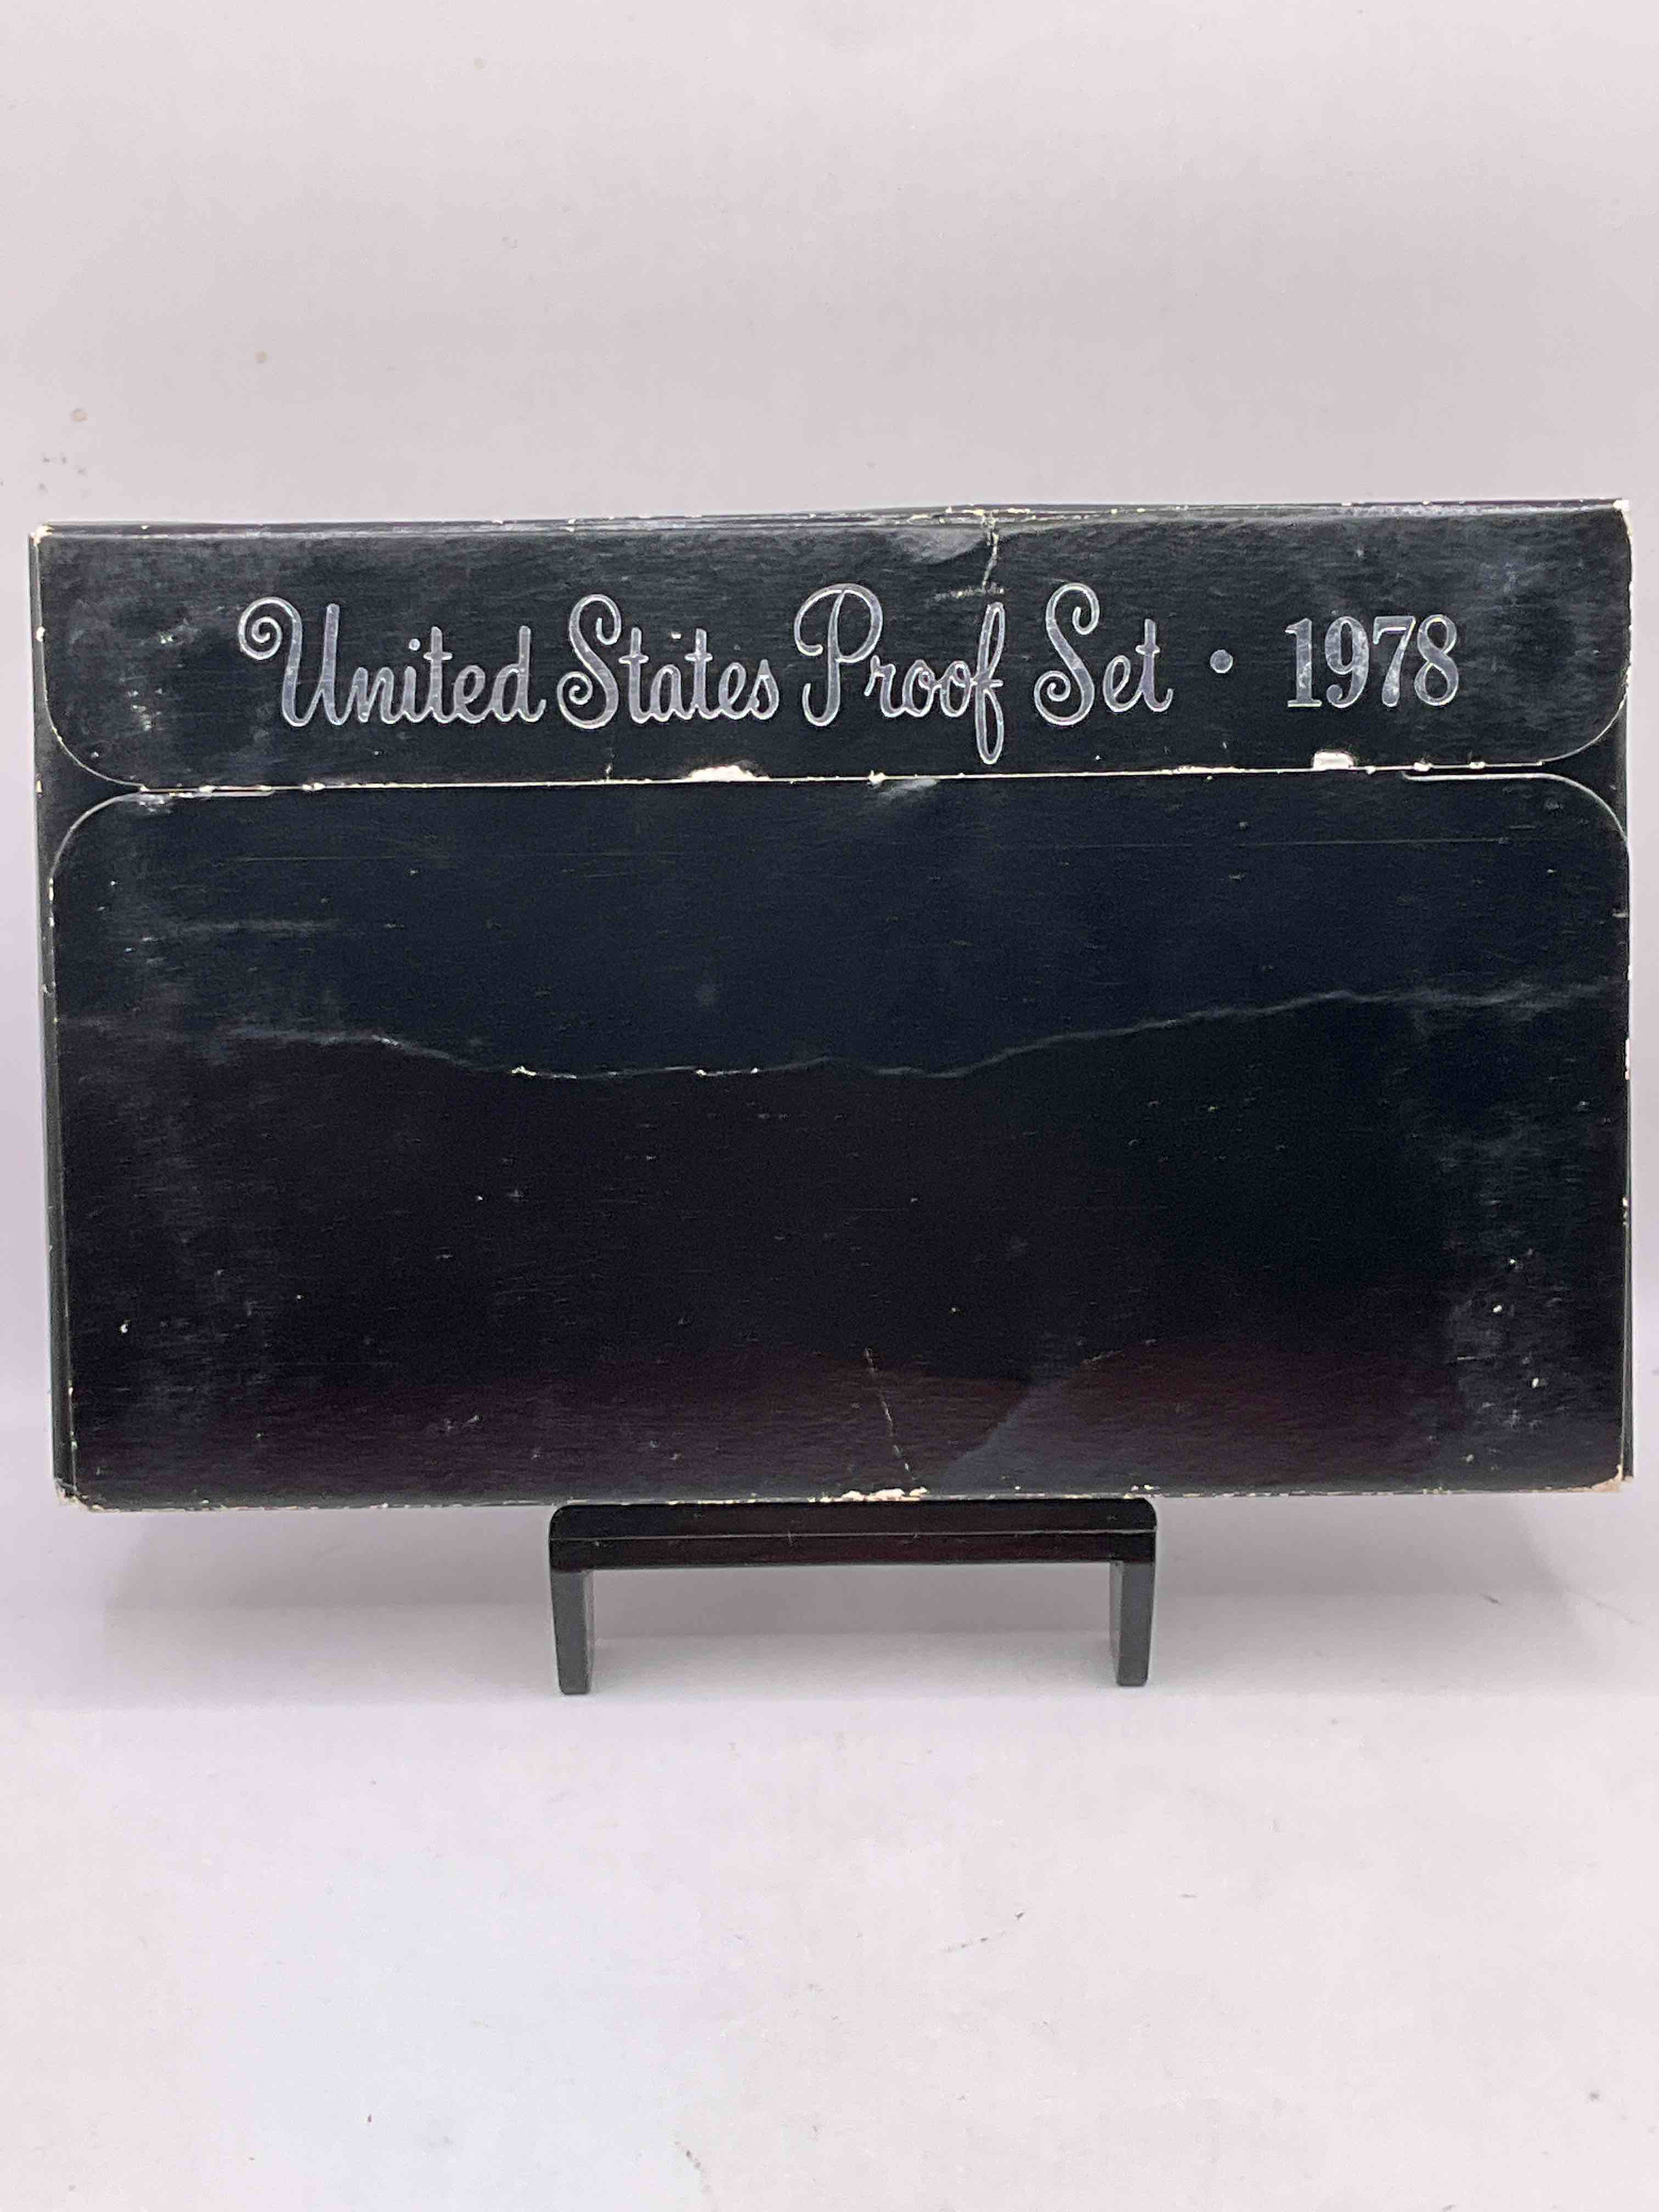 United States Proof Set • 1978